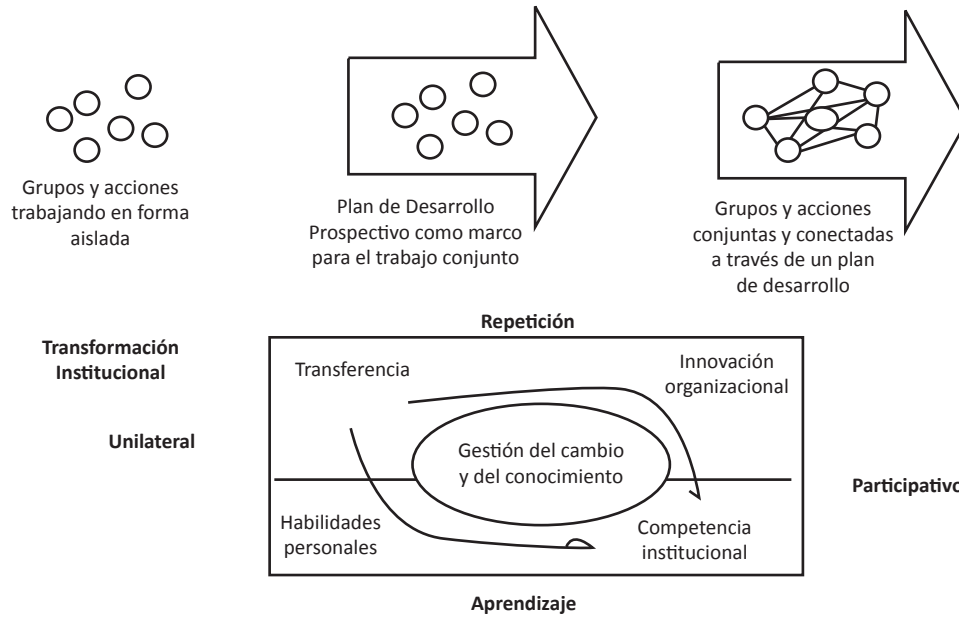 Grupos y acciones
trabajando en forma
aislada
Plan de Desarrollo
Prospectivo como marco
para el trabajo conjunto
Grupos y acciones
conjuntas y conectadas
a través de un plan
de desarrollo
Repetición
Transformación
Institucional
Transferencia
Innovación
organizacional
Unilateral
Gestión del cambio
y del conocimiento
Participativo
Habilidades
personales
Competencia
institucional
Aprendizaje